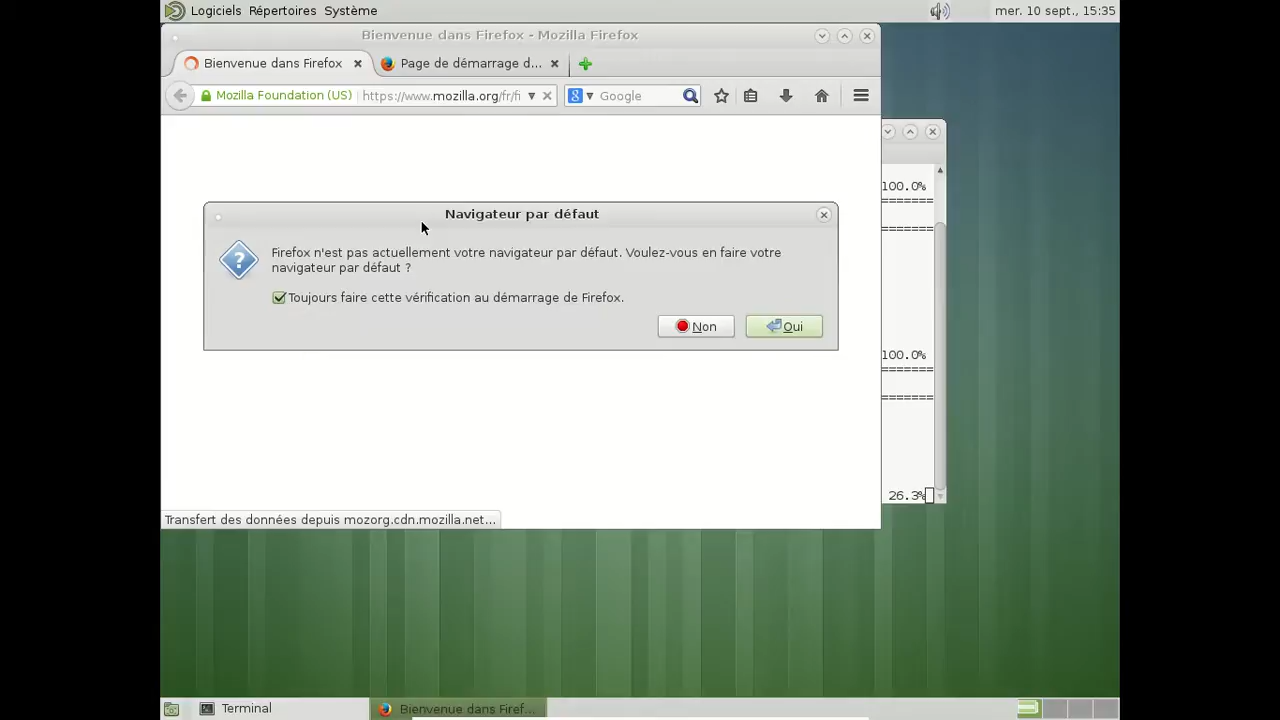 Logiciels Répertoires Système
mer. 10 sept., 15:35
Bienvenue dans Firefox - Mozilla Firefox
Bienvenue dans Firefox
Page de démarrage d...
Mozilla Foundation (US)
https://www.mozilla.org/fr/fi
Google
Navigateur par défaut
Firefox n'est pas actuellement votre navigateur par défaut. Voulez-vous en faire votre
navigateur par défaut ?
Toujours faire cette vérification au démarrage de Firefox.
Non
Oui
100.0%
=======
=======
100.0%
=======
=======
26.3%
Transfert des données depuis mozorg.cdn.mozilla.net...
Terminal
Bienvenue dans Firef...